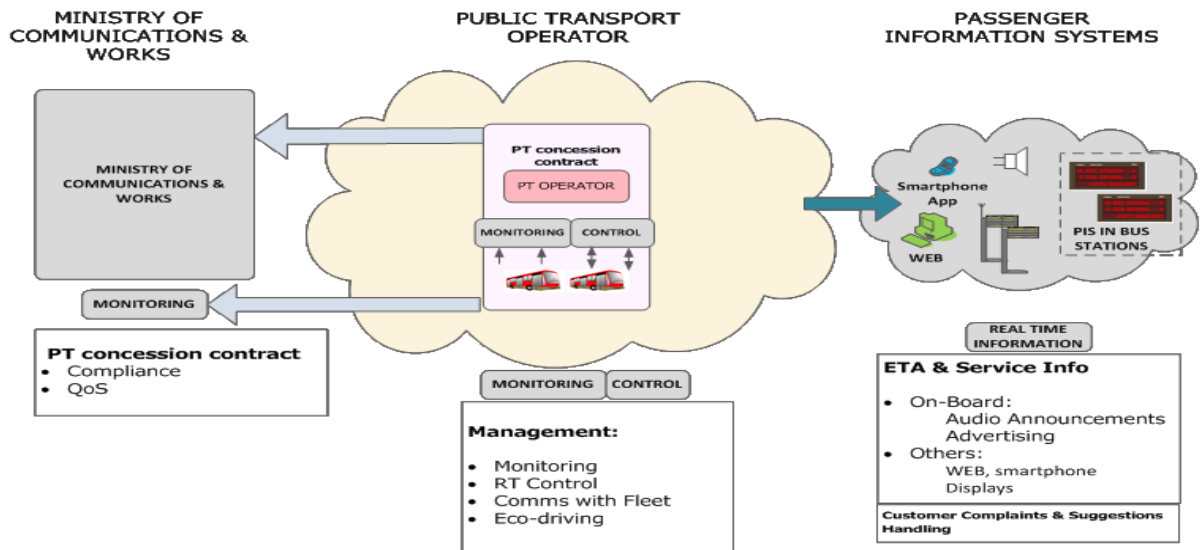 MINISTRY OF
COMMUNICATIONS &
WORKS
PUBLIC TRANSPORT
OPERATOR
PASSENGER
INFORMATION SYSTEMS
MINISTRY OF
COMMUNICATIONS &
WORKS
MONITORING
PT concession contract
• Compliance
• QoS
PT concession
contract
PT OPERATOR
MONITORING
CONTROL
MONITORING
CONTROL
Management:
• Monitoring
• RT Control
• Comms with Fleet
• Eco-driving
Smartphone
App
WEB
PIS IN BUS
STATIONS
REAL TIME
INFORMATION
ETA & Service Info
• On-Board:
Audio Announcements
Advertising
• Others:
WEB, smartphone
Displays
Customer Complaints & Suggestions
Handling